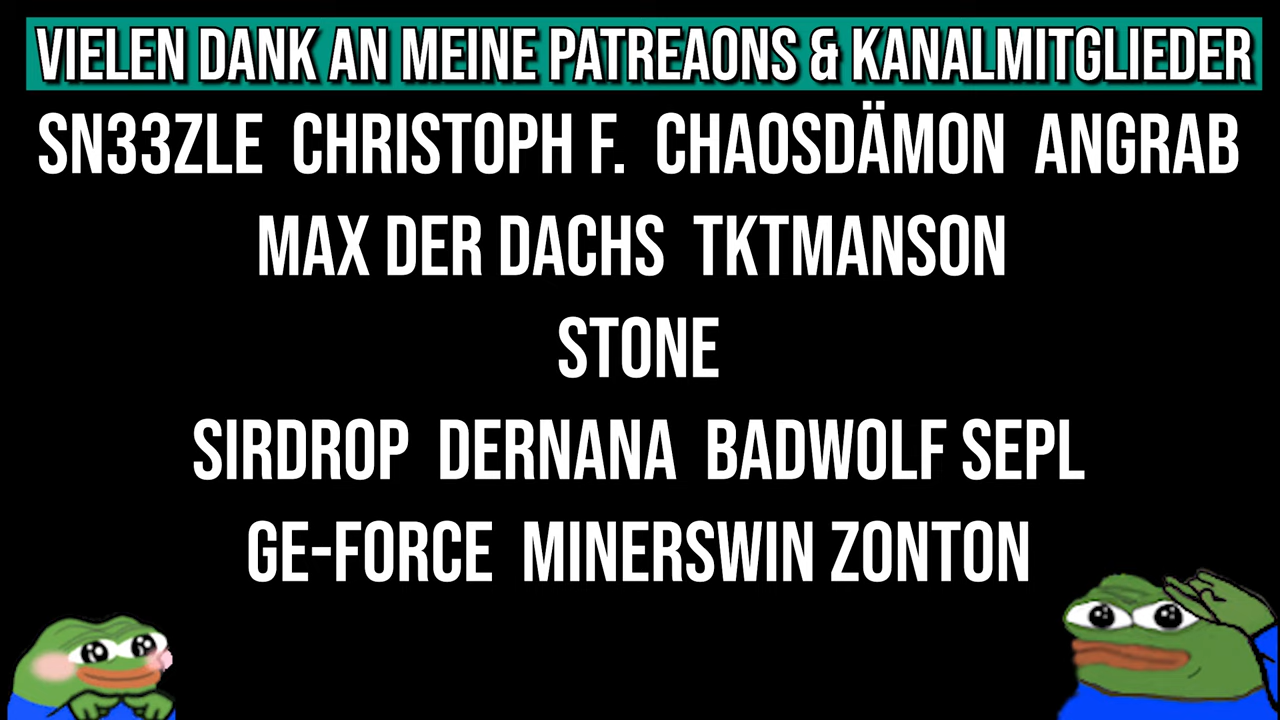 VIELEN DANK AN MEINE PATREAONS & KANALMITGLIEDER
SN33ZLE CHRISTOPH F. CHAOSDÄMON ANGRAB
MAX DER DACHS TKTMANSON
STONE
SIRDROP DERNANA BADWOLF SEPL
GE-FORCE MINERSWIN ZONTON